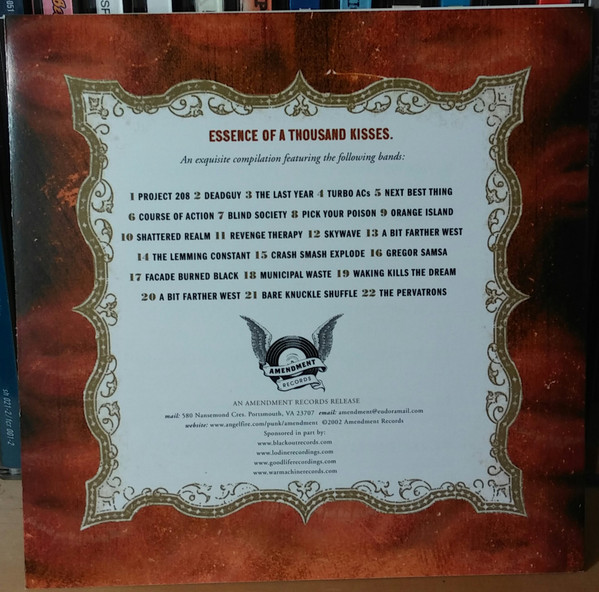 ESSENCE OF A THOUSAND KISSES.
An exquisite compilation featuring the following bands:
1 PROJECT 208 2 DEADGUY 3 THE LAST YEAR 4 TURBO ACs 5 NEXT BEST THING
6 COURSE OF ACTION 7 BLIND SOCIETY 8 PICK YOUR POISON 9 ORANGE ISLAND
10 SHATTERED REALM 11 REVENGE THERAPY 12 SKYWAVE 13 A BIT FARTHER WEST
14 THE LEMMING CONSTANT 15 CRASH SMASH EXPLODE 16 GREGOR SAMSA
17 FACADE BURNED BLACK 18 MUNICIPAL WASTE 19 WAKING KILLS THE DREAM
20 A BIT FARTHER WEST 21 BARE KNUCKLE SHUFFLE 22 THE PERVATRONS
AMENDMENT
RECORDS
AN AMENDMENT RECORDS RELEASE
mail: 580 Nansemond Cres. Portsmouth, VA 23707 email: amendment@eudoramail.com
website: www.angelfire.com/punk/amendment ©2002 Amendment Records
Sponsored in part by:
www.blackoutrecords.com
www.lodinerecordings.com
www.goodliferecordings.com
www.warmachinerecords.com